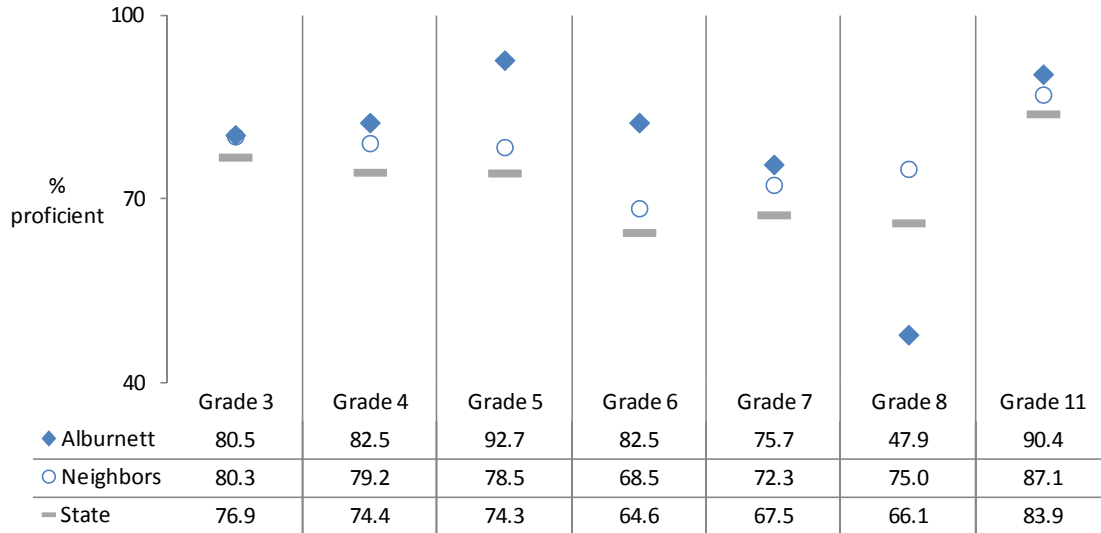 100
%
proficient
70
40
Grade 3 Grade 4 Grade 5 Grade 6 Grade 7 Grade 8 Grade 11
Alburnett 80.5 82.5 92.7 82.5 75.7 47.9 90.4
Neighbors 80.3 79.2 78.5 68.5 72.3 75.0 87.1
State 76.9 74.4 74.3 64.6 67.5 66.1 83.9